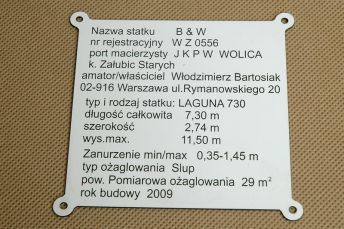 Nazwa statku B & W
nr rejestracyjny W Z 0556
port macierzysty J K P W WOLICA
k. Załubic Starych
amator/właściciel Włodzimierz Bartosiak
02-916 Warszawa ul.Rymanowskiego 20
typ i rodzaj statku: LAGUNA 730
długość całkowita 7,30 m
szerokość 2,74 m
wys.max. 11,50 m
Zanurzenie min/max 0,35-1,45 m
typ ożaglowania Slup
pow. Pomiarowa ożaglowania 29 m²
rok budowy 2009